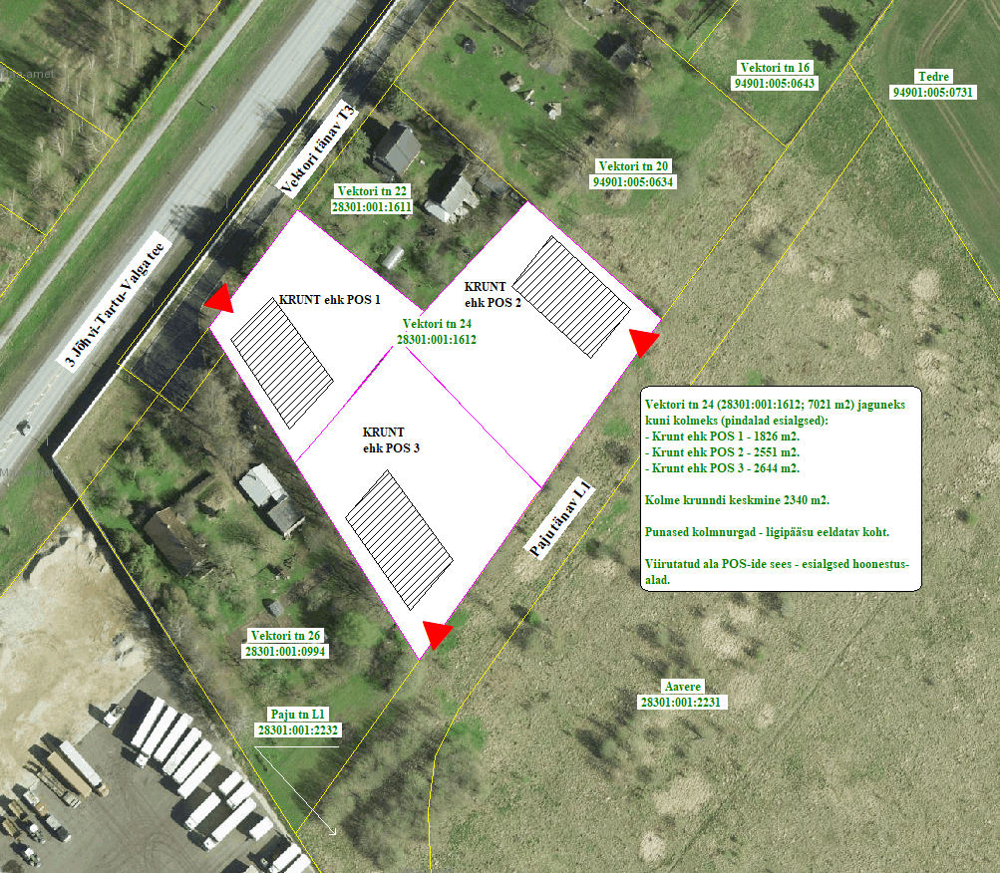 Maa-amet
Vektori tn 16
94901:005:0643
Tedre
94901:005:0731
Vektori tänav T3
Vektori tn 20
94901:005:0634
Vektori tn 22
28301:001:1611
3 Jõhvi-Tartu-Valga tee
KRUNT ehk POS 1
KRUNT
ehk POS 2
Vektori tn 24
28301:001:1612
KRUNT
ehk POS 3
Vektori tn 24 (28301:001:1612; 7021 m2) jaguneks
kuni kolmeks (pindalad esialgsed):
- Krunt ehk POS 1 - 1826 m2.
- Krunt ehk POS 2 - 2551 m2.
- Krunt ehk POS 3 - 2644 m2.
Kolme krunndi keskmine 2340 m2.
Punased kolmnurgad - ligipääsu eeldatav koht.
Viirutatud ala POS-ide sees - esialgsed hoonestus-
alad.
Pajutänav L1
Vektori tn 26
28301:001:0994
Aavere
28301:001:2231
Paju tn L1
28301:001:2232